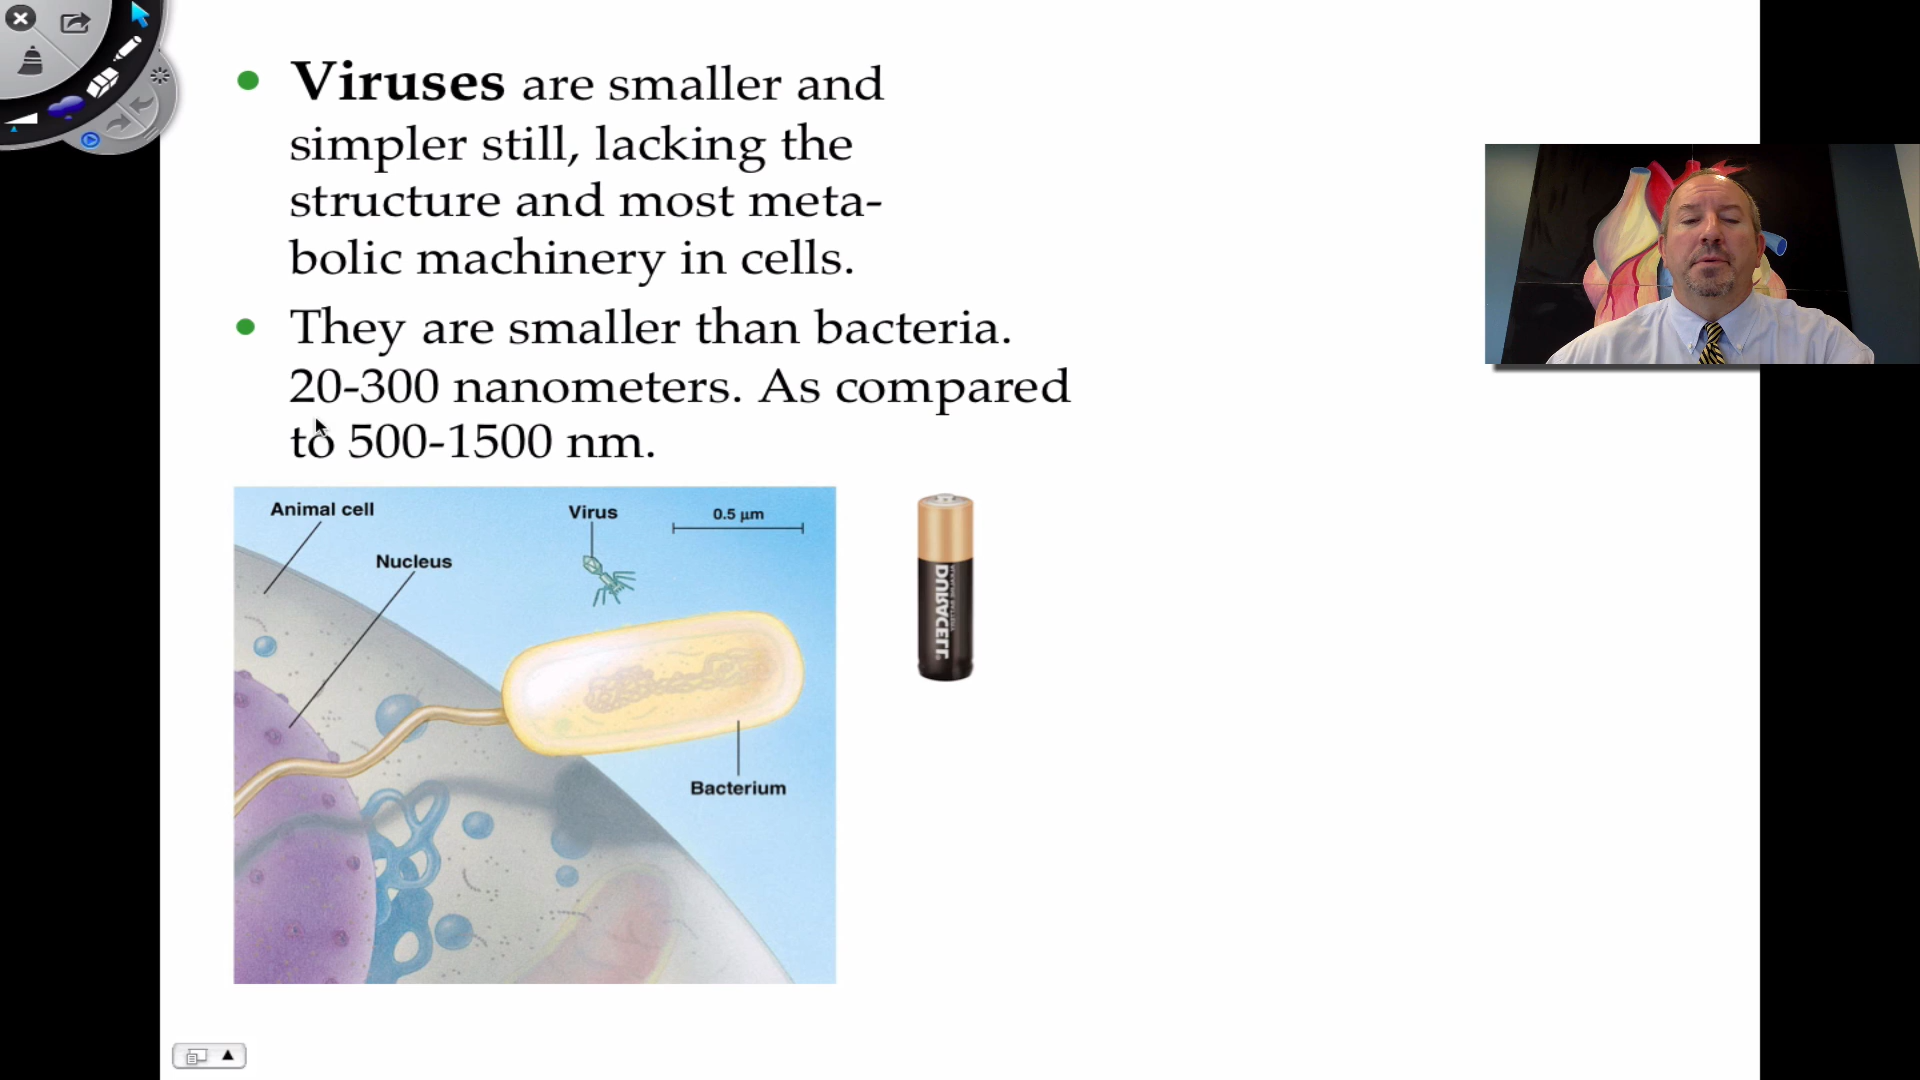 Viruses are smaller and
simpler still, lacking the
structure and most meta-
bolic machinery in cells.
They are smaller than bacteria.
20-300 nanometers. As compared
to 500-1500 nm.
Animal cell
Virus
0.5 μm
Nucleus
DURACELL
Bacterium